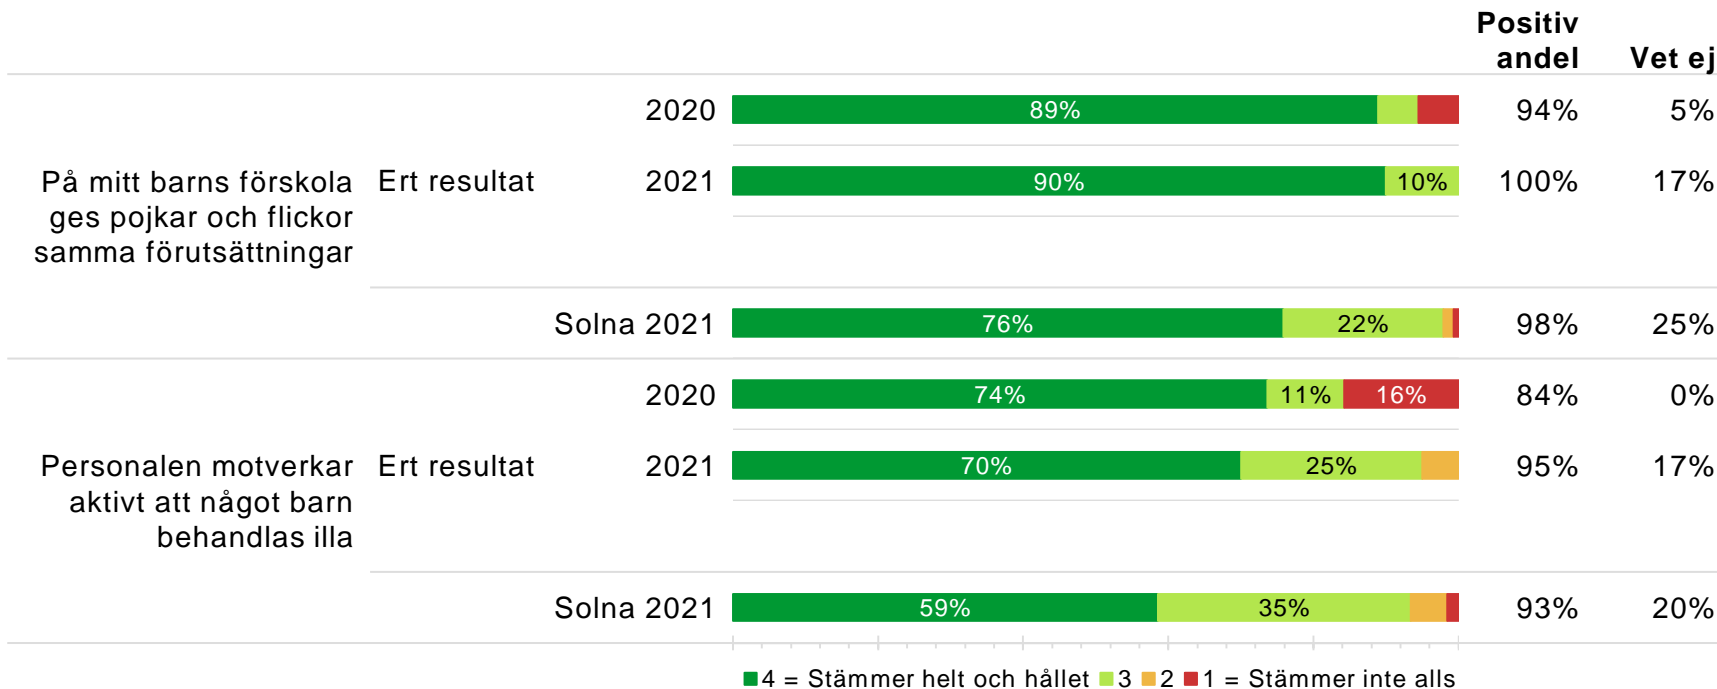 Positiv
andel
Vet ej
2020 89% 94% 5%
På mitt barns förskola
ges pojkar och flickor
samma förutsättningar
Ert resultat 2021 90% 10% 100% 17%
Solna 2021 76% 22% 98% 25%
2020 74% 11% 16% 84% 0%
Personalen motverkar
aktivt att något barn
behandlas illa
Ert resultat 2021 70% 25% 95% 17%
Solna 2021 59% 35% 93% 20%
4 = Stämmer helt och hållet 3 2 1 = Stämmer inte alls